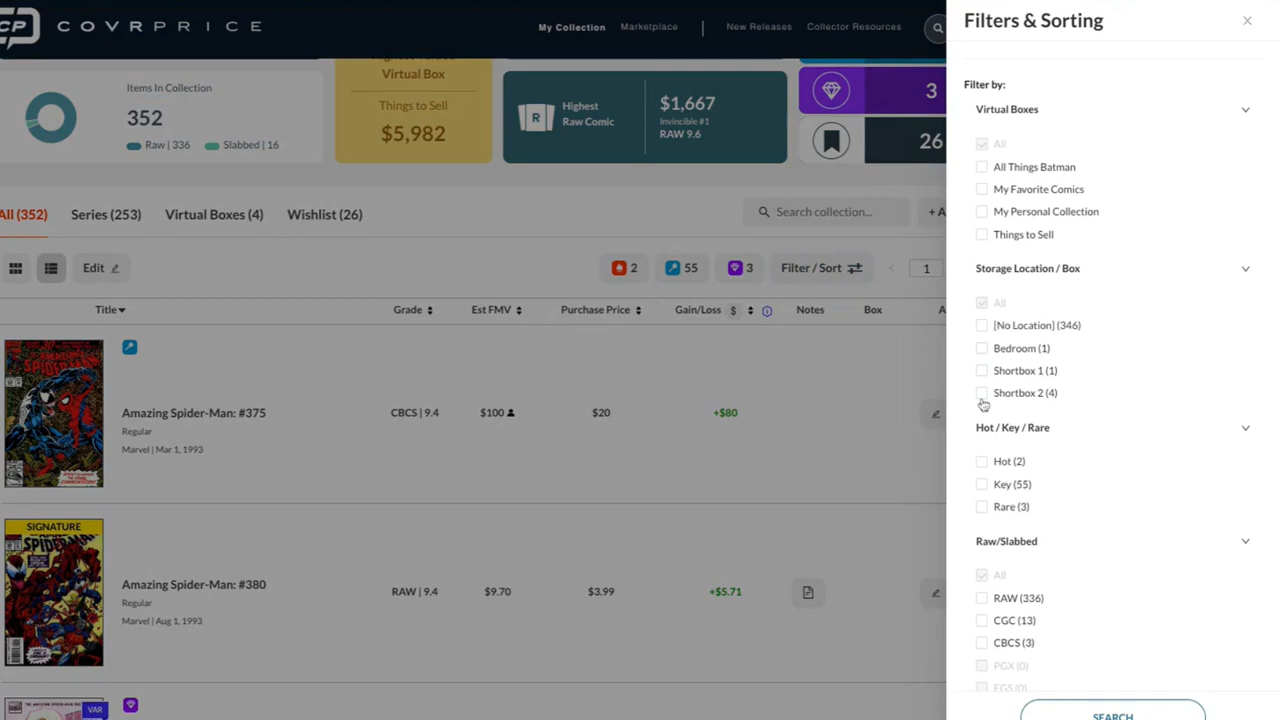 CP COVRPRICE
My Collection Marketplace New Releases Collector Resources
Filters & Sorting
Items In Collection
352
Raw | 336 Slabbed | 16
Virtual Box
Things to Sell
$5,982
R
Highest
Raw Comic
$1,667
Invincible #1
RAW 9.6
3
26
All (352) Series (253) Virtual Boxes (4) Wishlist (26)
Search collection...
+ A
Edit
2 55 3
Filter / Sort
1
Title Grade Est FMV Purchase Price Gain/Loss $ Notes Box A
Amazing Spider-Man: #375
Regular
Marvel | Mar 1, 1993
CBCS | 9.4 $100 $20 +$80
SIGNATURE
Amazing Spider-Man: #380
Regular
Marvel | Aug 1, 1993
RAW | 9.4 $9.70 $3.99 +$5.71
VAR
Filter by:
Virtual Boxes
All
All Things Batman
My Favorite Comics
My Personal Collection
Things to Sell
Storage Location / Box
All
[No Location] (346)
Bedroom (1)
Shortbox 1 (1)
Shortbox 2 (4)
Hot / Key / Rare
Hot (2)
Key (55)
Rare (3)
Raw/Slabbed
All
RAW (336)
CGC (13)
CBCS (3)
PGX (0)
EGS (0)
SEARCH